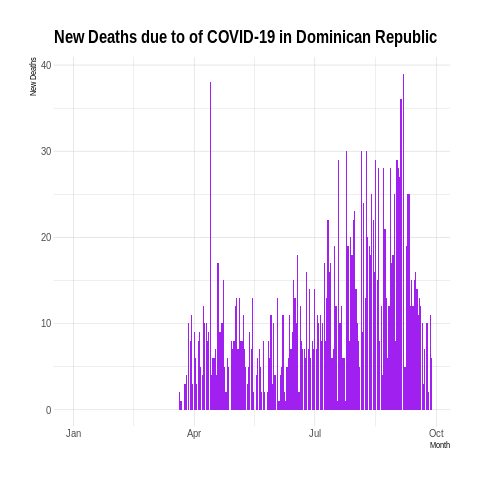 New Deaths due to of COVID-19 in Dominican Republic
New Deaths
40
30
20
10
0
Jan Apr Jul Oct
Month